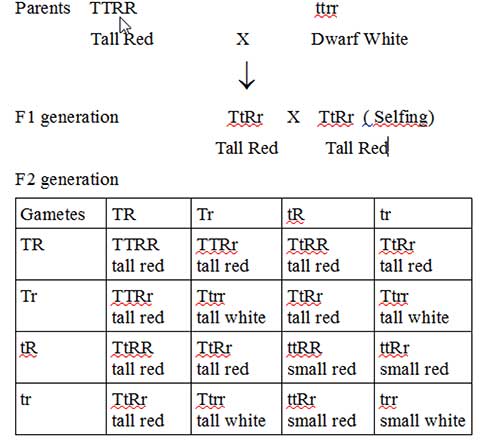 Parents TTRR ttrr
Tall Red X Dwarf White
↓
F1 generation TtRr X TtRr ( Selfing)
Tall Red Tall Red
F2 generation
Gametes TR Tr tR tr
TR TTRR TTRr TtRR TtRr
tall red tall red tall red tall red
Tr TTRr Ttrr TtRr Ttrr
tall red tall white tall red tall white
tR TtRR TtRr ttRR ttRr
tall red tall red small red small red
tr TtRr Ttrr ttRr trr
tall red tall white small red small white